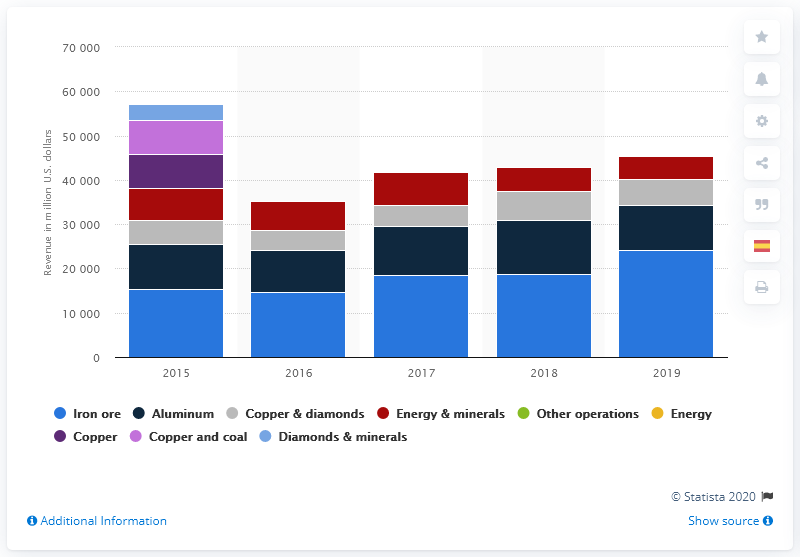 70 000
60 000
50 000
40 000
30 000
20 000
10 000
0
Revenue in million U.S. dollars
2015 2016 2017 2018 2019
Iron ore Aluminum Copper & diamonds Energy & minerals Other operations Energy
Copper Copper and coal Diamonds & minerals
© Statista 2020
Additional Information Show source